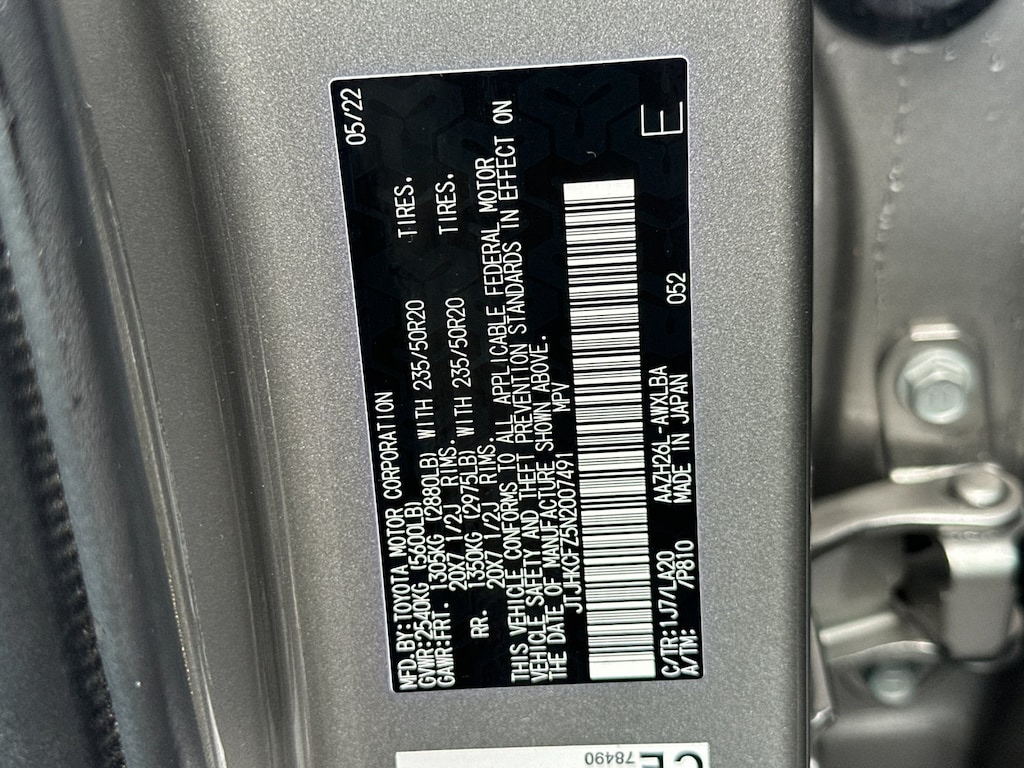 05/22
MFD.BY:TOYOTA MOTOR CORPORATION
GVWR:2540KG (5600LB)
GAWR:FRT. 1305KG (2880LB) WITH 235/50R20 TIRES.
20X7 1/2J RIMS.
RR. 1350KG (2975LB) WITH 235/50R20 TIRES.
20X7 1/2J RIMS.
THIS VEHICLE CONFORMS TO ALL APPLICABLE FEDERAL MOTOR
VEHICLE SAFETY AND THEFT PREVENTION STANDARDS IN EFFECT ON
THE DATE OF MANUFACTURE SHOWN ABOVE.
JTJHKCFZ5N2007491 MPV
C/TR:1J7/LA20 AAZH26L-AWXLBA 052 E
A/TM: /P810 MADE IN JAPAN
78490